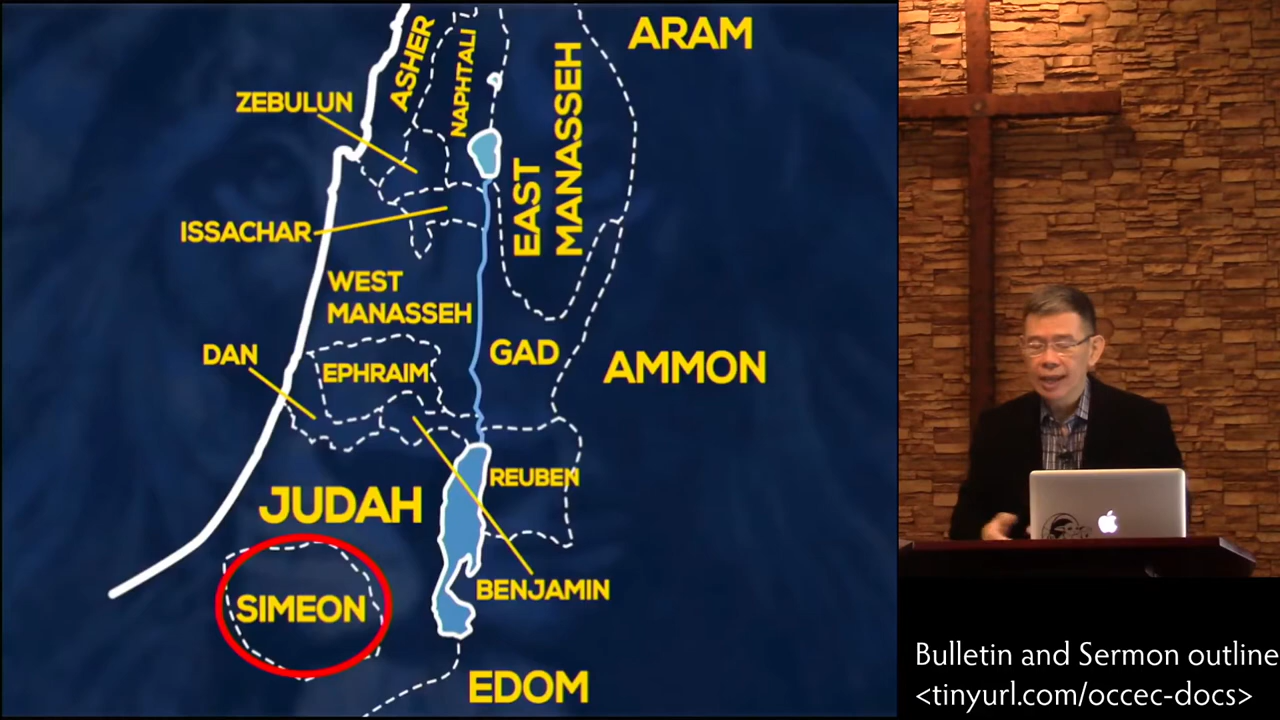 ASHER
NAPHTALI
ARAM
ZEBULUN
EAST
MANASSEH
ISSACHAR
WEST
MANASSEH
DAN
EPHRAIM
GAD
AMMON
REUBEN
JUDAH
BENJAMIN
SIMEON
EDOM
Bulletin and Sermon outline
<tinyurl.com/occec-docs>